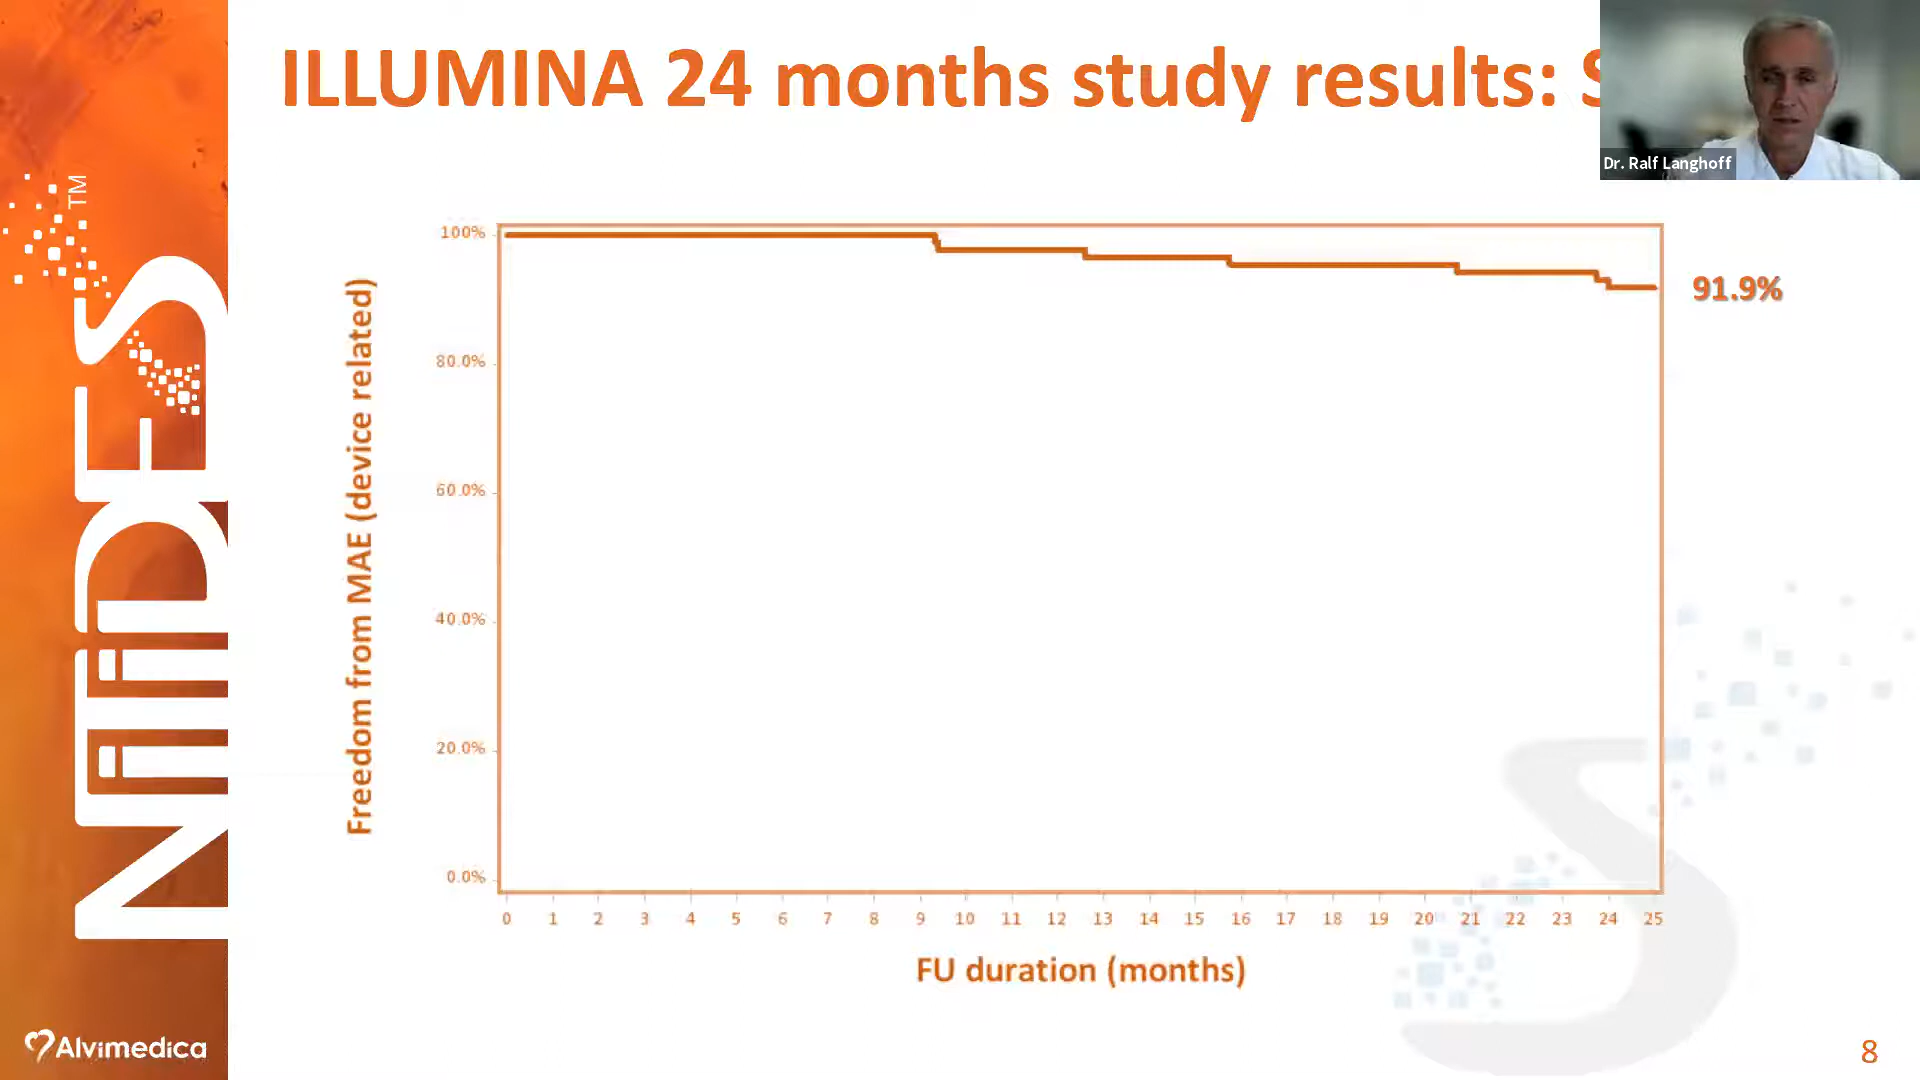 ILLUMINA 24 months study results: S
Dr. Ralf Langhoff
TM
NiTiDES
Freedom from MAE (device related)
100%
80.0%
60.0%
40.0%
20.0%
0.0%
91.9%
0 1 2 3 4 5 6 7 8 9 10 11 12 13 14 15 16 17 18 19 20 21 22 23 24 25
FU duration (months)
Alvimedica
8